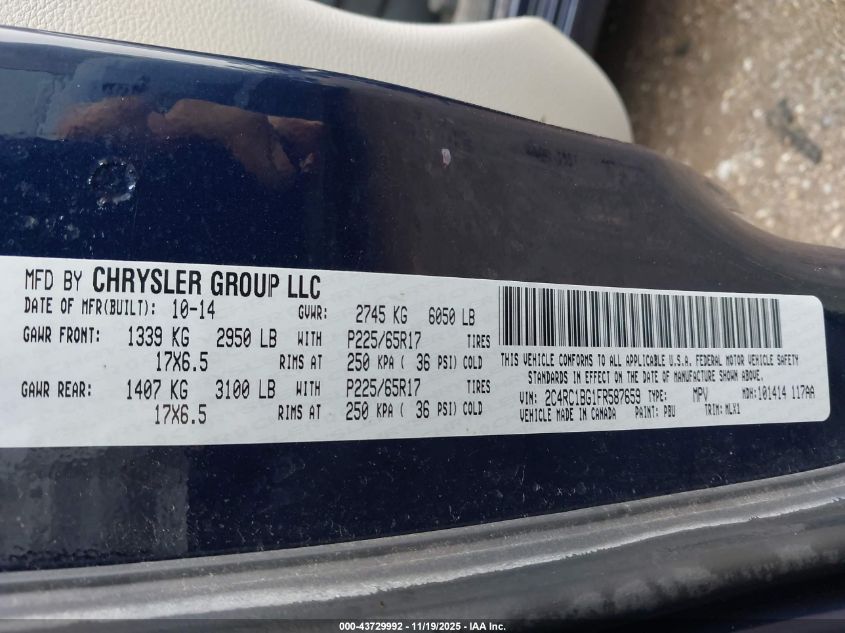 MFD BY CHRYSLER GROUP LLC
DATE OF MFR(BUILT): 10-14 GVWR: 2745 KG 6050 LB
GAWR FRONT: 1339 KG 2950 LB WITH P225/65R17 TIRES
17X6.5 RIMS AT 250 KPA ( 36 PSI) COLD
GAWR REAR: 1407 KG 3100 LB WITH P225/65R17 TIRES
17X6.5 RIMS AT 250 KPA ( 36 PSI) COLD
THIS VEHICLE CONFORMS TO ALL APPLICABLE U.S.A. FEDERAL MOTOR VEHICLE SAFETY
STANDARDS IN EFFECT ON THE DATE OF MANUFACTURE SHOWN ABOVE.
VIN: 2C4RC1BG1FR587659 TYPE: MPV MDH: 101414 117AA
VEHICLE MADE IN CANADA PAINT: PBU TRIM: MLX1
000-43729992 | 11/19/2025 - IAA Inc.